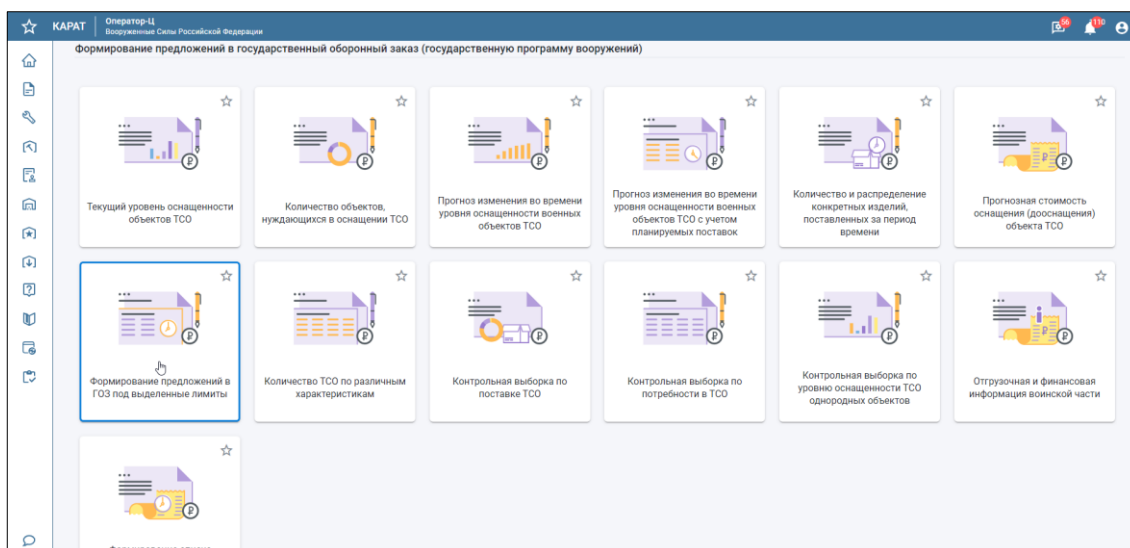 КАРАТ
Оператор-Ц
Вооруженные Силы Российской Федерации
56
110
Формирование предложений в государственный оборонный заказ (государственную программу вооружений)
Текущий уровень оснащенности
объектов ТСО
Количество объектов,
нуждающихся в оснащении ТСО
Прогноз изменения во времени
уровня оснащенности военных
объектов ТСО
Прогноз изменения во времени
уровня оснащенности военных
объектов ТСО с учетом
планируемых поставок
Количество и распределение
конкретных изделий,
поставленных за период
времени
Прогнозная стоимость
оснащения (дооснащения)
объекта ТСО
Формирование предложений в
ГОЗ под выделенные лимиты
Количество ТСО по различным
характеристикам
Контрольная выборка по
поставке ТСО
Контрольная выборка по
потребности в ТСО
Контрольная выборка по
уровню оснащенности ТСО
однородных объектов
Отгрузочная и финансовая
информация воинской части